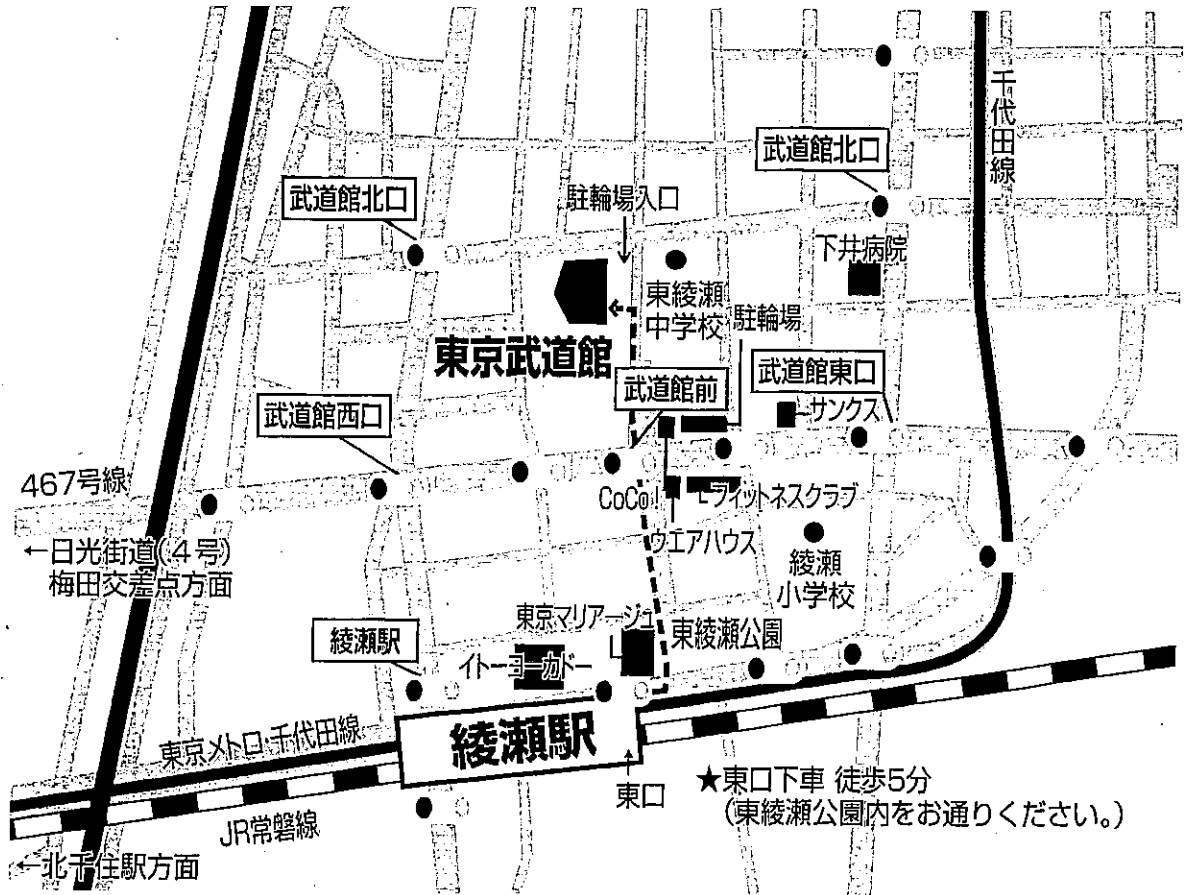 千代田線
武道館北口
武道館北口
駐輪場入口
下井病院
東綾瀬
中学校
駐輪場
東京武道館
武道館前
武道館東口
サンクス
武道館西口
467号線
CoCo!
フィットネスクラブ
←日光街道(4号)
梅田交差点方面
ウエアハウス
綾瀬
小学校
東京マリアージュ
東綾瀬公園
綾瀬駅
イトーヨーカドー
綾瀬駅
東京メトロ・千代田線
東口
★東口下車 徒歩5分
(東綾瀬公園内をお通りください。)
JR常磐線
←北千住駅方面